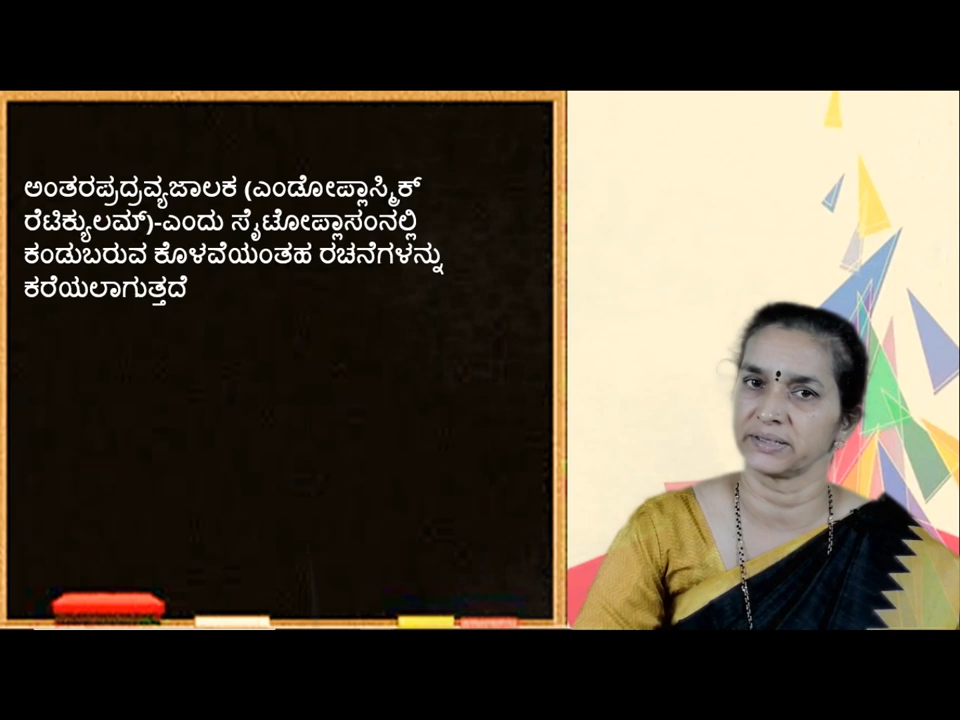 ಅಂತರಪ್ರದ್ರವ್ಯಜಾಲಕ (ಎಂಡೋಪ್ಲಾಸ್ಮಿಕ್
ರೆಟಿಕ್ಯುಲಮ್)-ಎಂದು ಸೈಟೋಪ್ಲಾಸಂನಲ್ಲಿ
ಕಂಡುಬರುವ ಕೊಳವೆಯಂತಹ ರಚನೆಗಳನ್ನು
ಕರೆಯಲಾಗುತ್ತದೆ